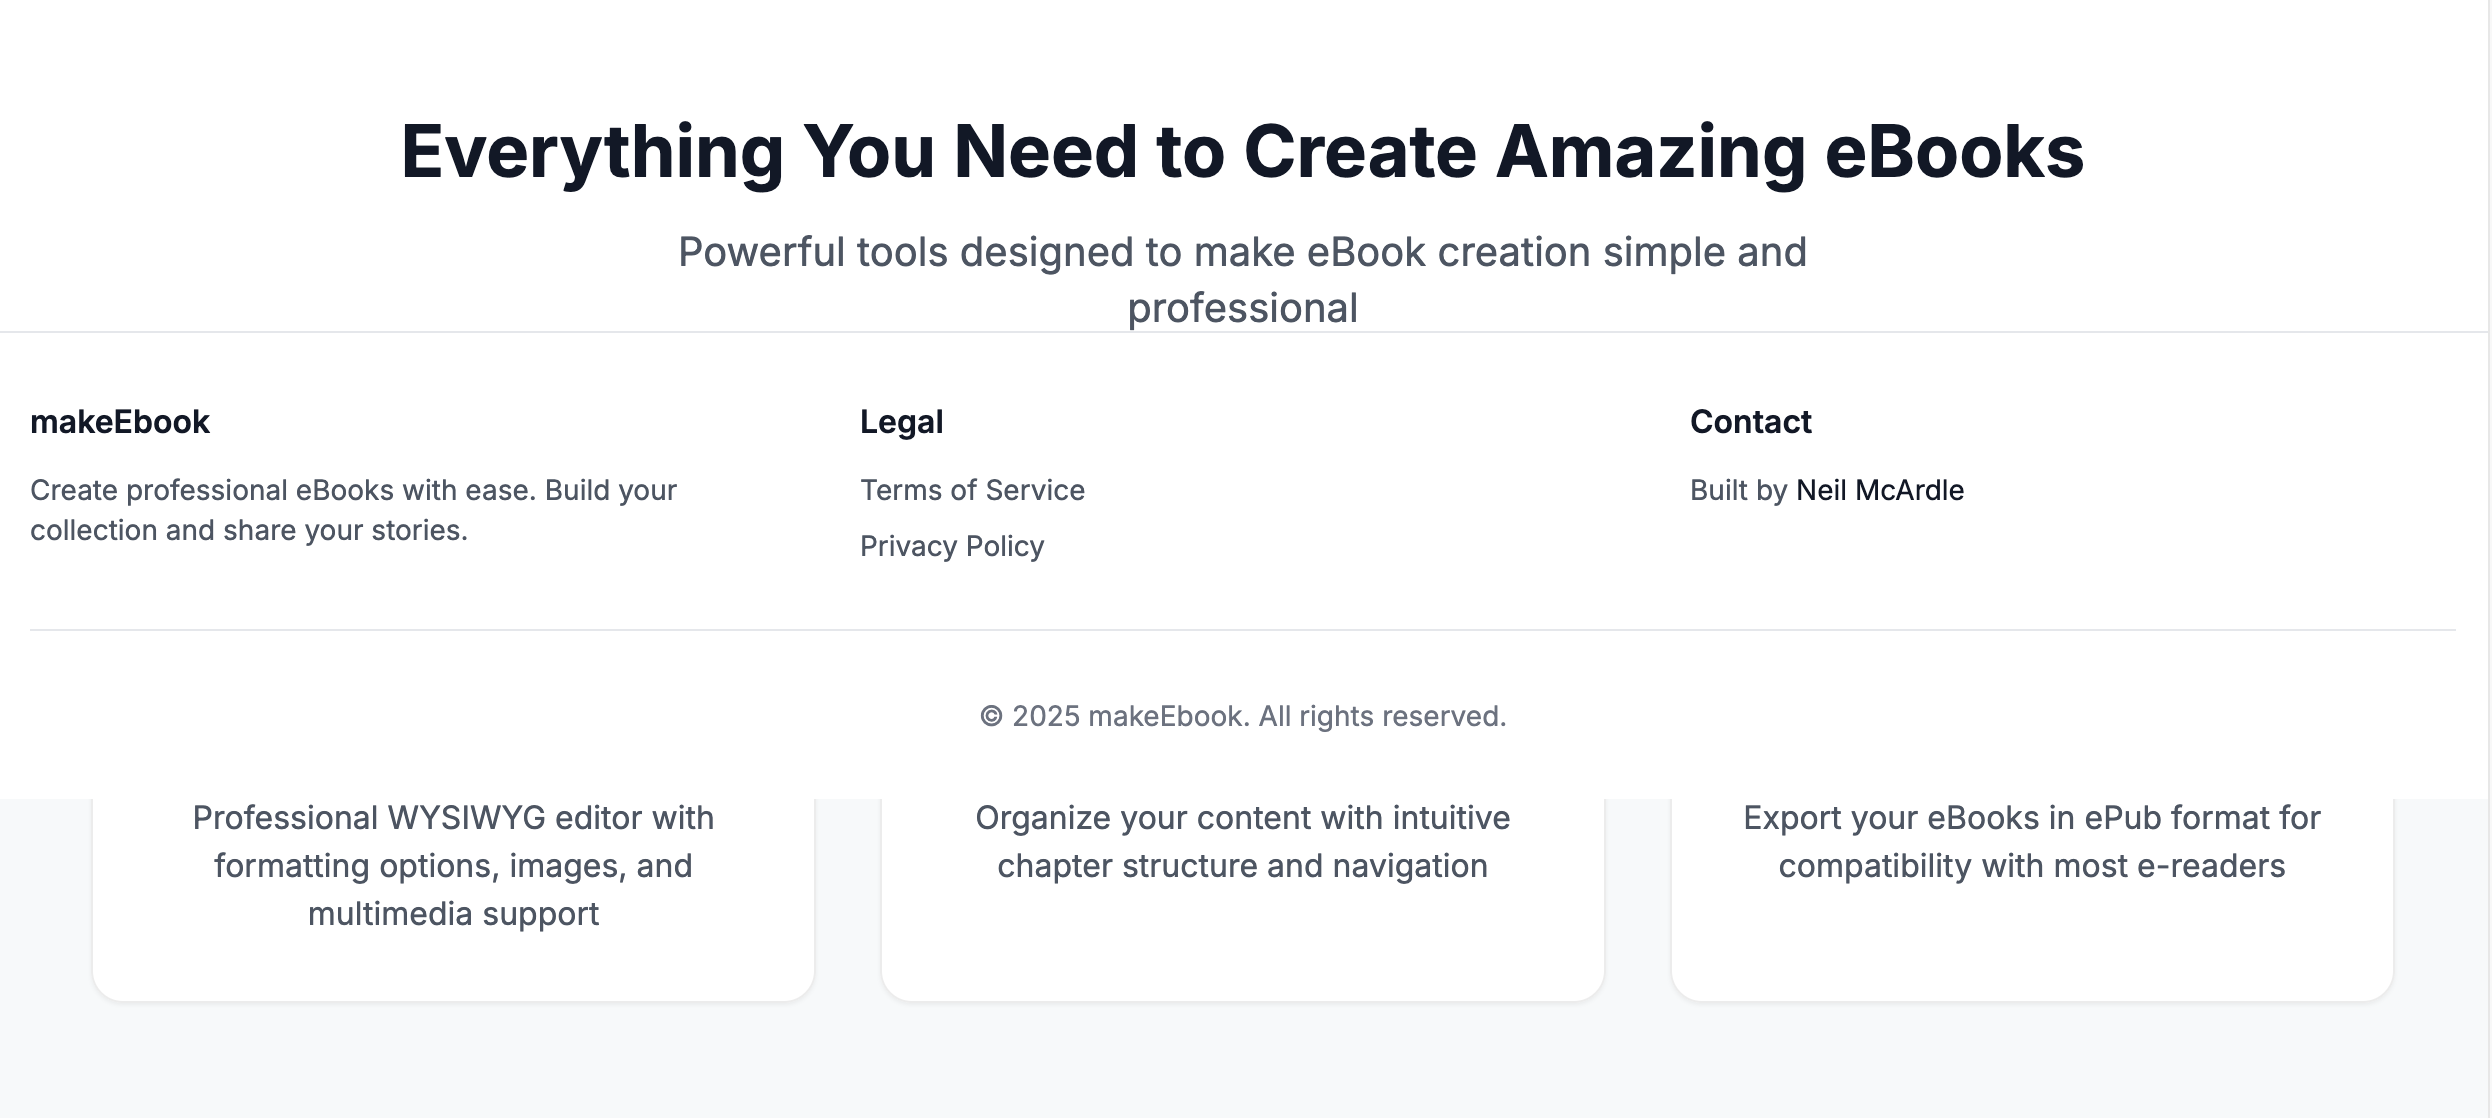 Everything You Need to Create Amazing eBooks
Powerful tools designed to make eBook creation simple and
professional
makeEbook
Create professional eBooks with ease. Build your
collection and share your stories.
Legal
Terms of Service
Privacy Policy
Contact
Built by Neil McArdle
© 2025 makeEbook. All rights reserved.
Professional WYSIWYG editor with
formatting options, images, and
multimedia support
Organize your content with intuitive
chapter structure and navigation
Export your eBooks in ePub format for
compatibility with most e-readers